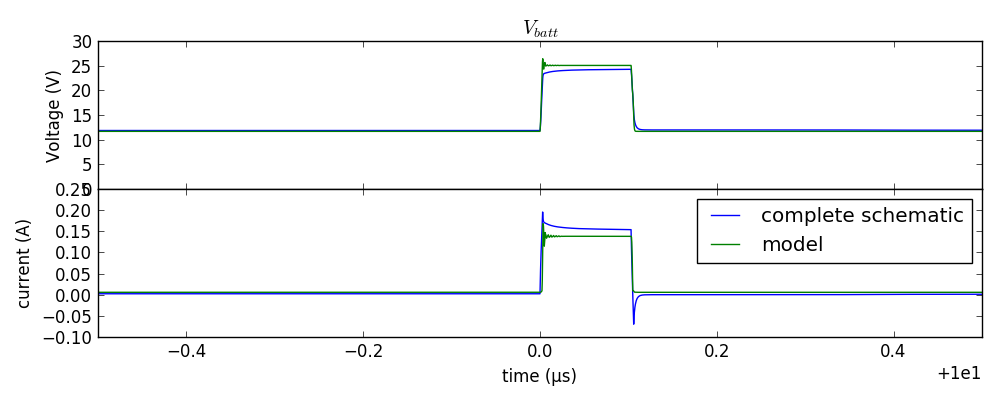 V_batt
30
25
20
15
10
5
0
Voltage (V)
0.25
0.20
0.15
0.10
0.05
0.00
−0.05
−0.10
current (A)
complete schematic
model
−0.4 −0.2 0.0 0.2 0.4
+1e1
time (µs)